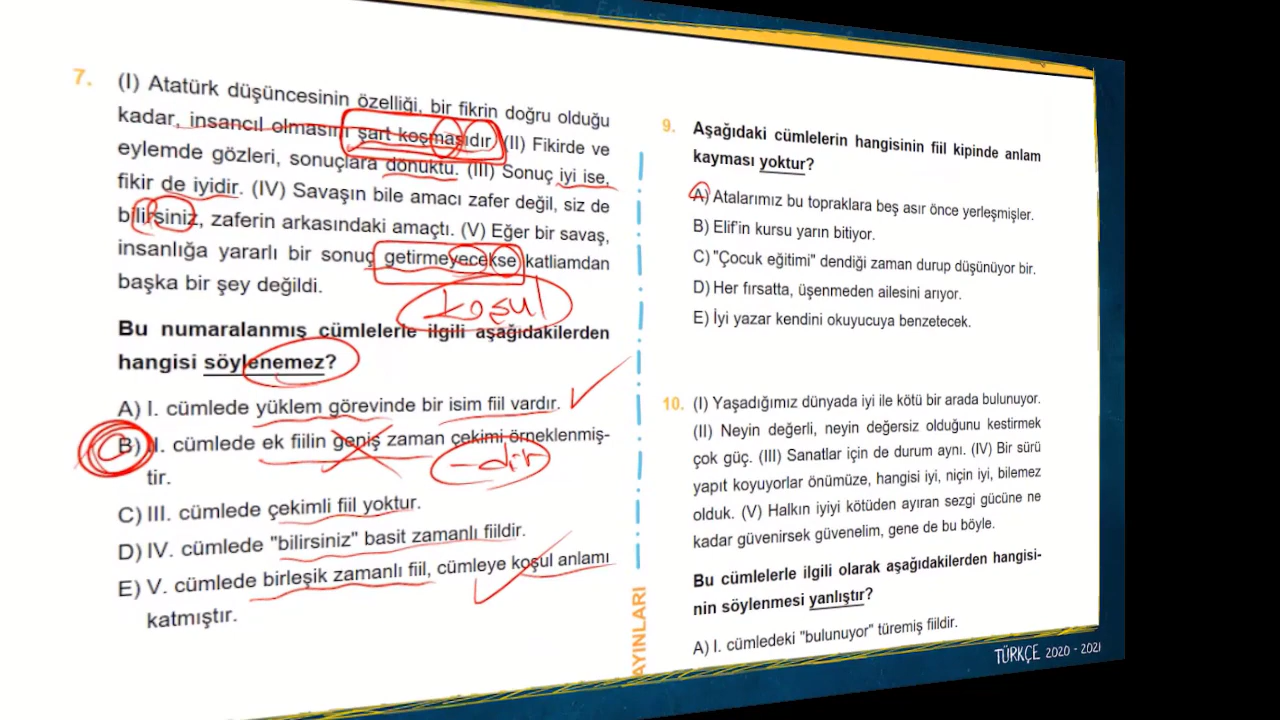 7.
(I) Atatürk düşüncesinin özelliği, bir fikrin doğru olduğu
kadar, insancıl olmasını şart koşmasıdır. (II) Fikirde ve
eylemde gözleri, sonuçlara dönüktü. (III) Sonuç iyi ise,
fikir de iyidir. (IV) Savaşın bile amacı zafer değil, siz de
bilirsiniz, zaferin arkasındaki amaçtı. (V) Eğer bir savaş,
insanlığa yararlı bir sonuç getirmeyecekse katliamdan
başka bir şey değildi.
koşul
Bu numaralanmış cümlelerle ilgili aşağıdakilerden
hangisi söylenemez?
A) I. cümlede yüklem görevinde bir isim fiil vardır.
B) II. cümlede ek fiilin geniş zaman çekimi örneklenmiş-
tir.
-dir
C) III. cümlede çekimli fiil yoktur.
D) IV. cümlede "bilirsiniz" basit zamanlı fiildir.
E) V. cümlede birleşik zamanlı fiil, cümleye koşul anlamı
katmıştır.
AYINLARI
9. Aşağıdaki cümlelerin hangisinin fiil kipinde anlam
kayması yoktur?
A) Atalarımız bu topraklara beş asır önce yerleşmişler.
B) Elif'in kursu yarın bitiyor.
C) "Çocuk eğitimi" dendiği zaman durup düşünüyor bir.
D) Her fırsatta, üşenmeden ailesini arıyor.
E) İyi yazar kendini okuyucuya benzetecek.
10. (I) Yaşadığımız dünyada iyi ile kötü bir arada bulunuyor.
(II) Neyin değerli, neyin değersiz olduğunu kestirmek
çok güç. (III) Sanatlar için de durum aynı. (IV) Bir sürü
yapıt koyuyorlar önümüze, hangisi iyi, niçin iyi, bilemez
olduk. (V) Halkın iyiyi kötüden ayıran sezgi gücüne ne
kadar güvenirsek güvenelim, gene de bu böyle.
Bu cümlelerle ilgili olarak aşağıdakilerden hangisi-
nin söylenmesi yanlıştır?
A) I. cümledeki "bulunuyor" türemiş fiildir.
TÜRKÇE 2020 - 2021